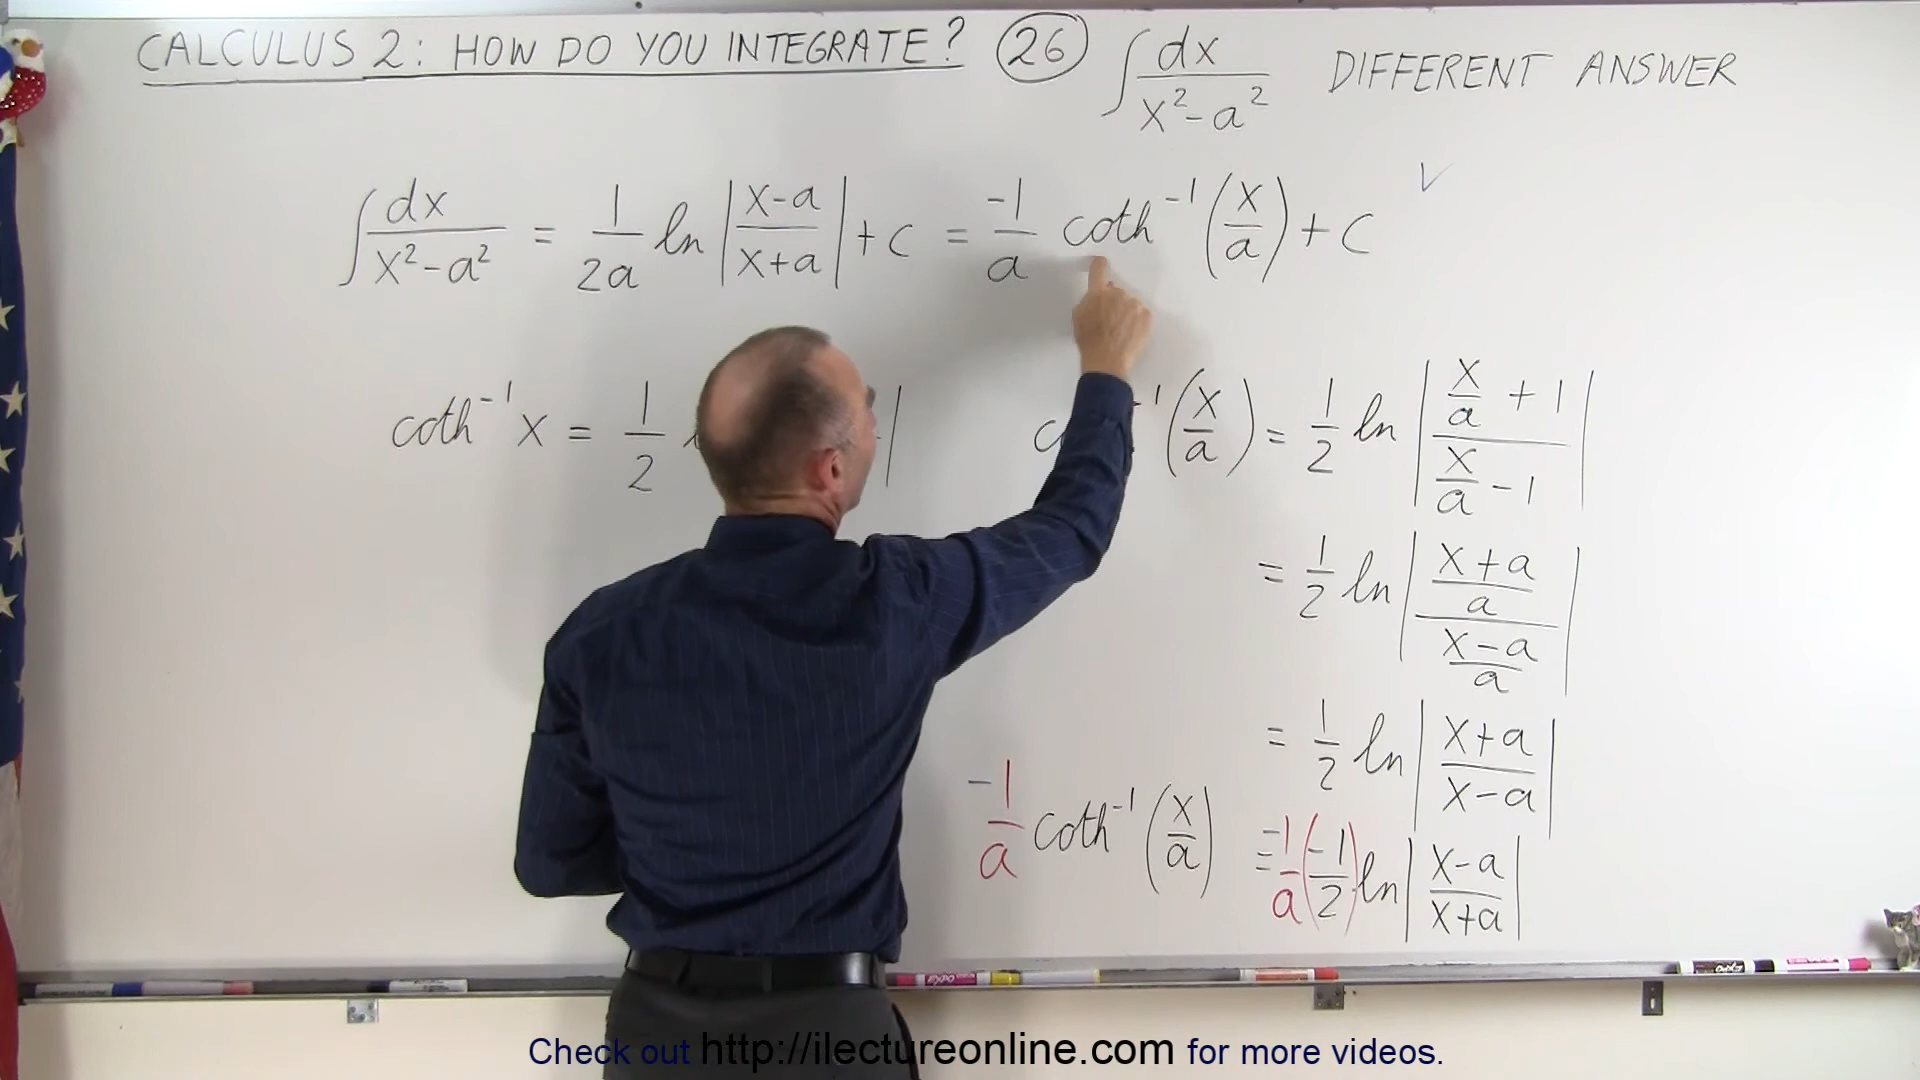 CALCULUS 2: HOW DO YOU INTEGRATE? 26 ∫ dx/(x²-a²) DIFFERENT ANSWER
∫ dx/(x²-a²) = 1/(2a) ln |(x-a)/(x+a)| + C = -1/a coth⁻¹(x/a) + C
coth⁻¹ x = 1/2
(x/a) = 1/2 ln |(x/a + 1)/(x/a - 1)|
= 1/2 ln |((x+a)/a)/((x-a)/a)|
= 1/2 ln |(x+a)/(x-a)|
-1/a coth⁻¹(x/a) = -1/a (-1/2) ln |(x-a)/(x+a)|
Check out http://ilectureonline.com for more videos.